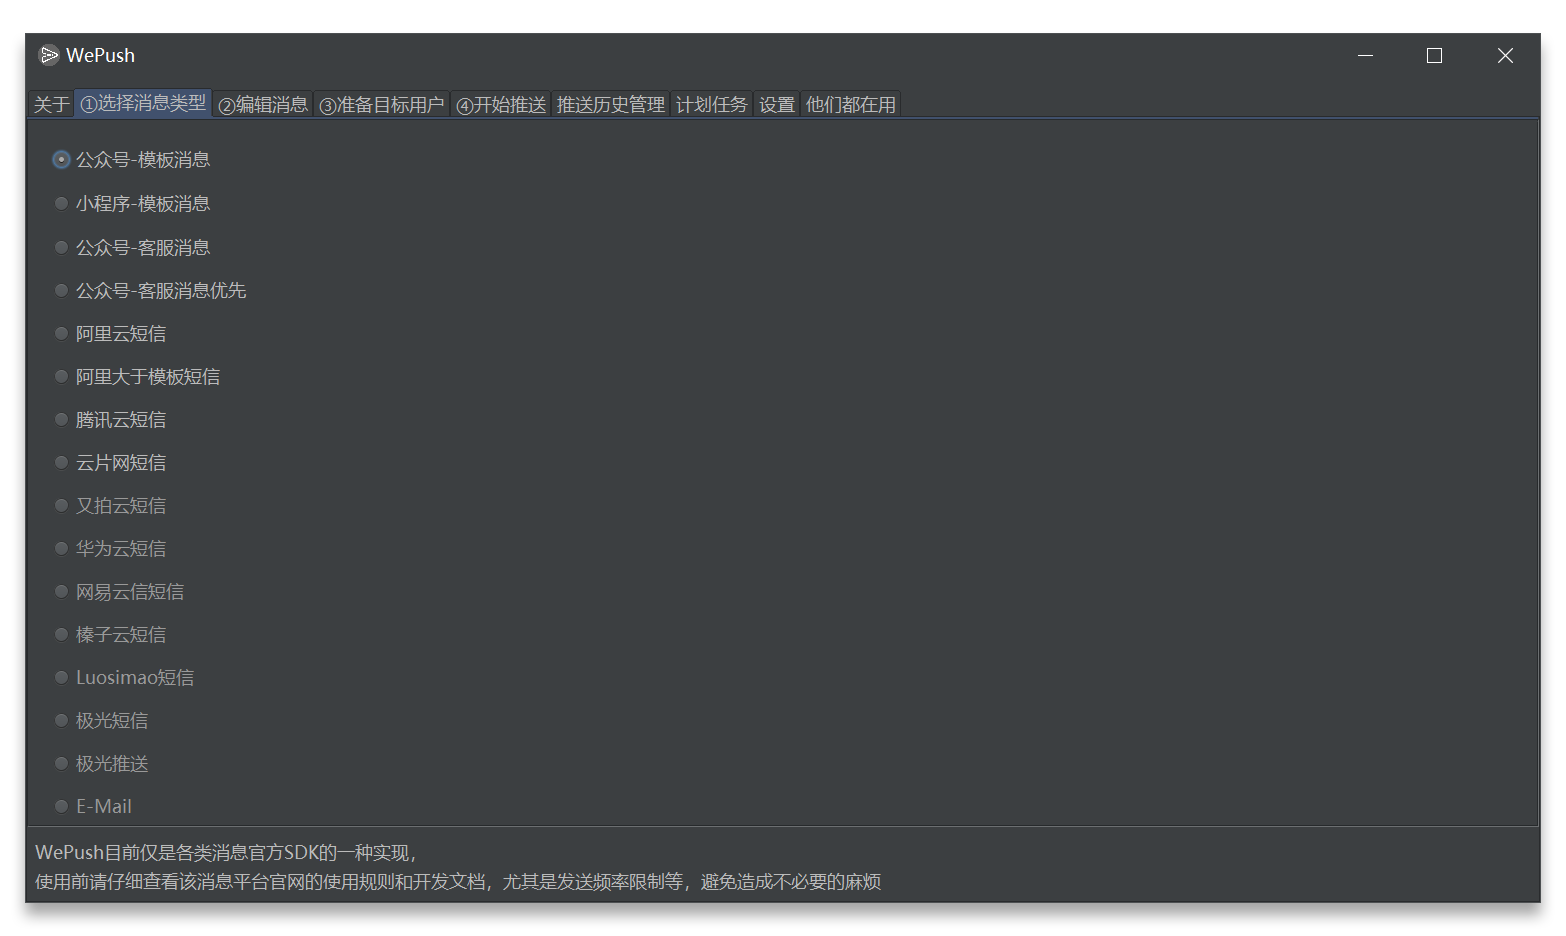 WePush
关于 ①选择消息类型 ②编辑消息 ③准备目标用户 ④开始推送 推送历史管理 计划任务 设置 他们都在用
公众号-模板消息
小程序-模板消息
公众号-客服消息
公众号-客服消息优先
阿里云短信
阿里大于模板短信
腾讯云短信
云片网短信
又拍云短信
华为云短信
网易云信短信
榛子云短信
Luosimao短信
极光短信
极光推送
E-Mail
WePush目前仅是各类消息官方SDK的一种实现，
使用前请仔细查看该消息平台官网的使用规则和开发文档，尤其是发送频率限制等，避免造成不必要的麻烦